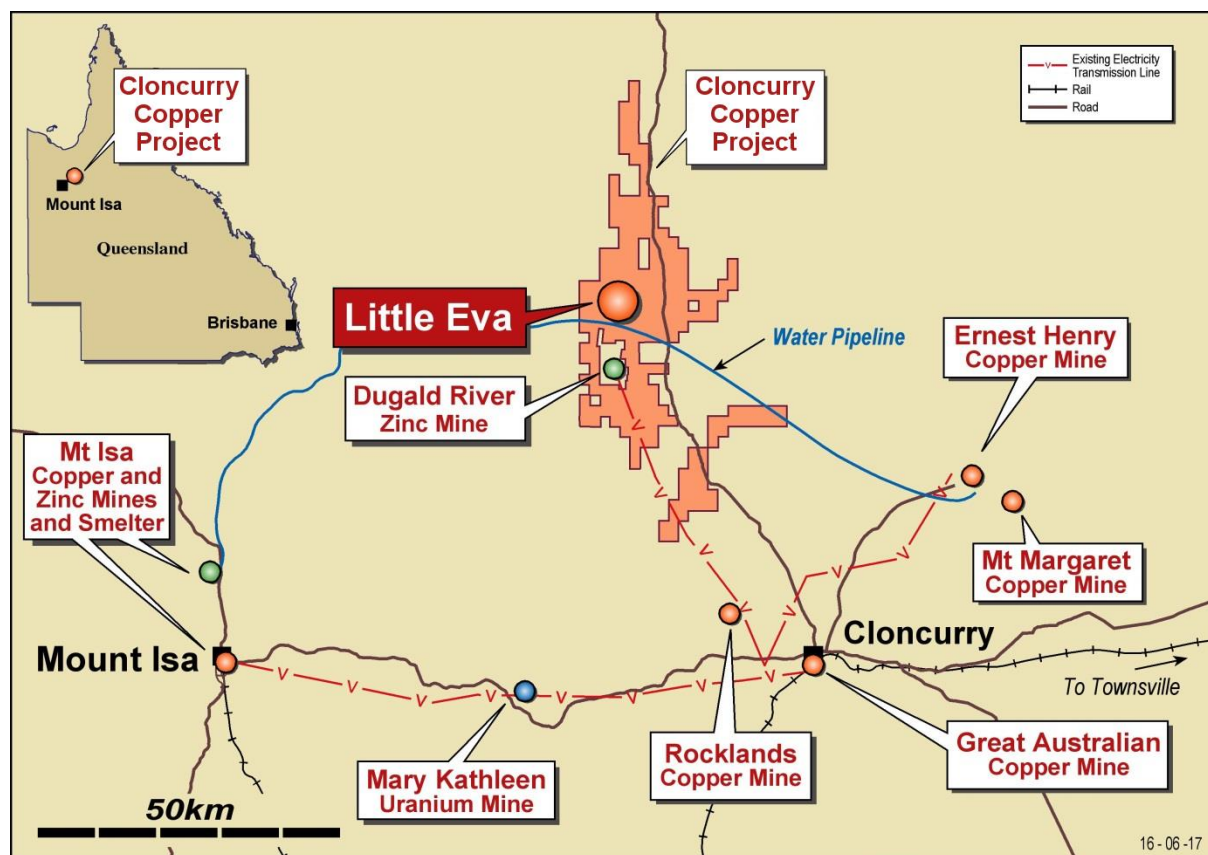 Cloncurry
Copper
Project
Mount Isa
Queensland
Brisbane
Cloncurry
Copper
Project
Existing Electricity
Transmission Line
Rail
Road
V
Little Eva
Water Pipeline
Ernest Henry
Copper Mine
Dugald River
Zinc Mine
Mt Isa
Copper and
Zinc Mines
and Smelter
Mt Margaret
Copper Mine
Mount Isa
Cloncurry
To Townsville
Mary Kathleen
Uranium Mine
Rocklands
Copper Mine
Great Australian
Copper Mine
50km
16 - 06 -17